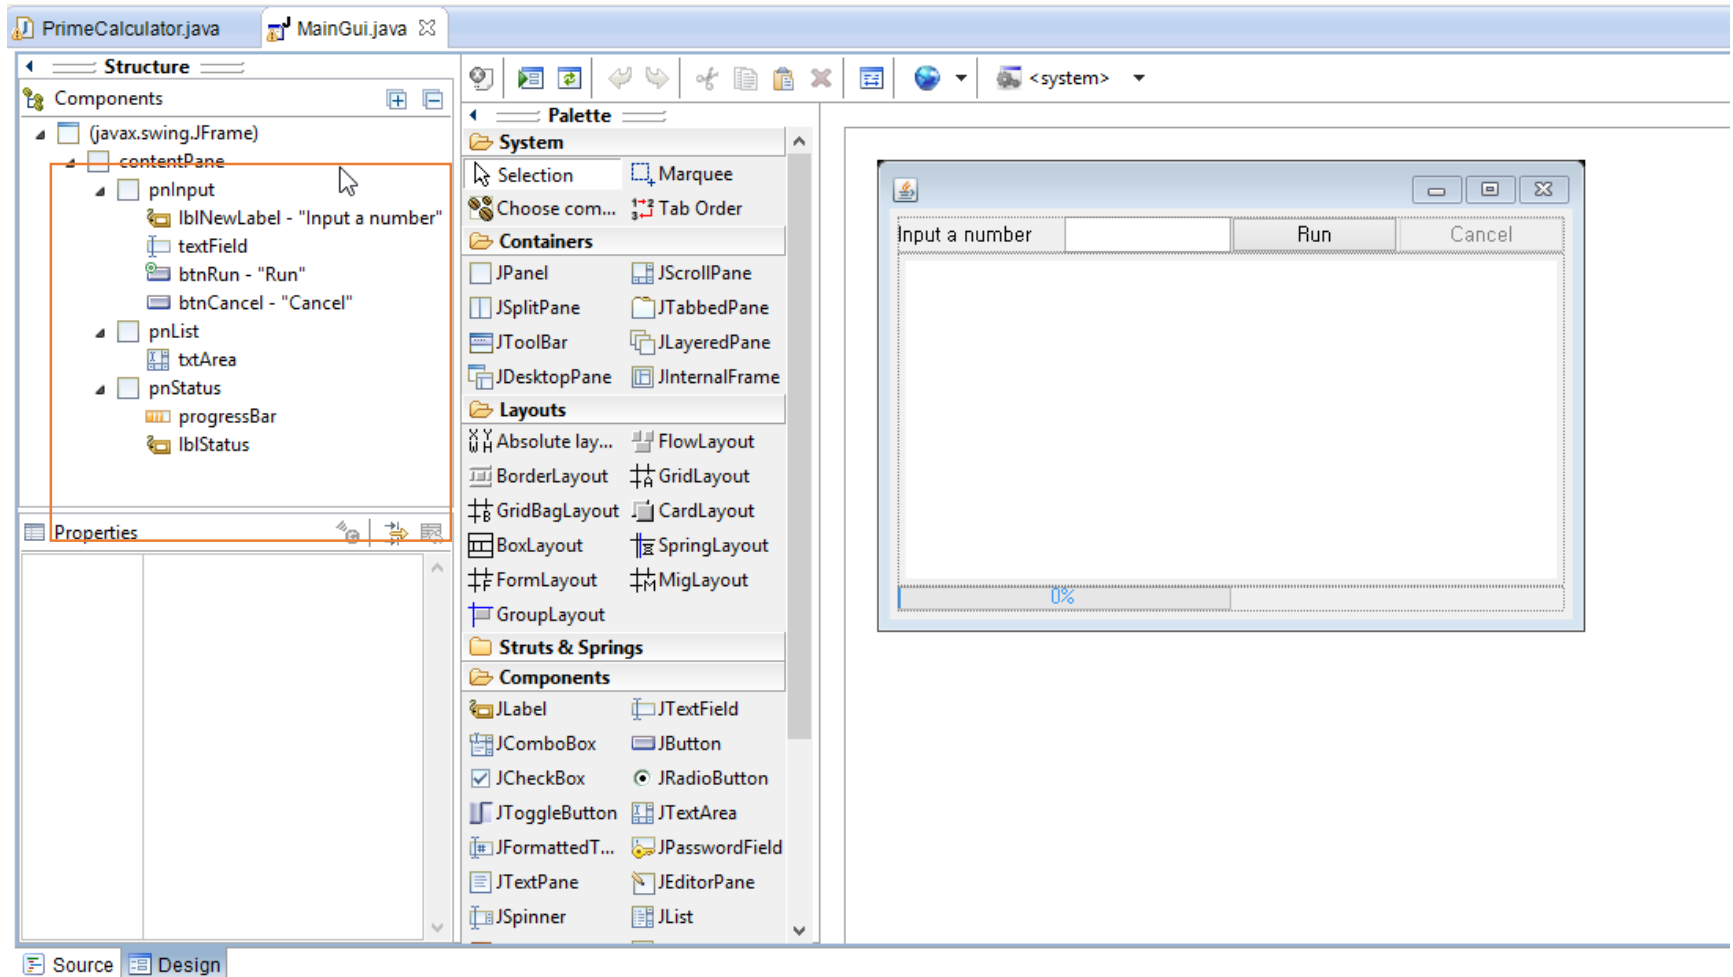 PrimeCalculator.java
MainGui.java
Structure
Components
(javax.swing.JFrame)
contentPane
pnInput
lblNewLabel - "Input a number"
textField
btnRun - "Run"
btnCancel - "Cancel"
pnList
txtArea
pnStatus
progressBar
lblStatus
Properties
<system>
Palette
System
Selection
Marquee
Choose com...
Tab Order
Containers
JPanel
JScrollPane
JSplitPane
JTabbedPane
JToolBar
JLayeredPane
JDesktopPane
JInternalFrame
Layouts
Absolute lay...
FlowLayout
BorderLayout
GridLayout
GridBagLayout
CardLayout
BoxLayout
SpringLayout
FormLayout
MigLayout
GroupLayout
Struts & Springs
Components
JLabel
JTextField
JComboBox
JButton
JCheckBox
JRadioButton
JToggleButton
JTextArea
JFormattedT...
JPasswordField
JTextPane
JEditorPane
JSpinner
JList
Input a number
Run
Cancel
0%
Source
Design